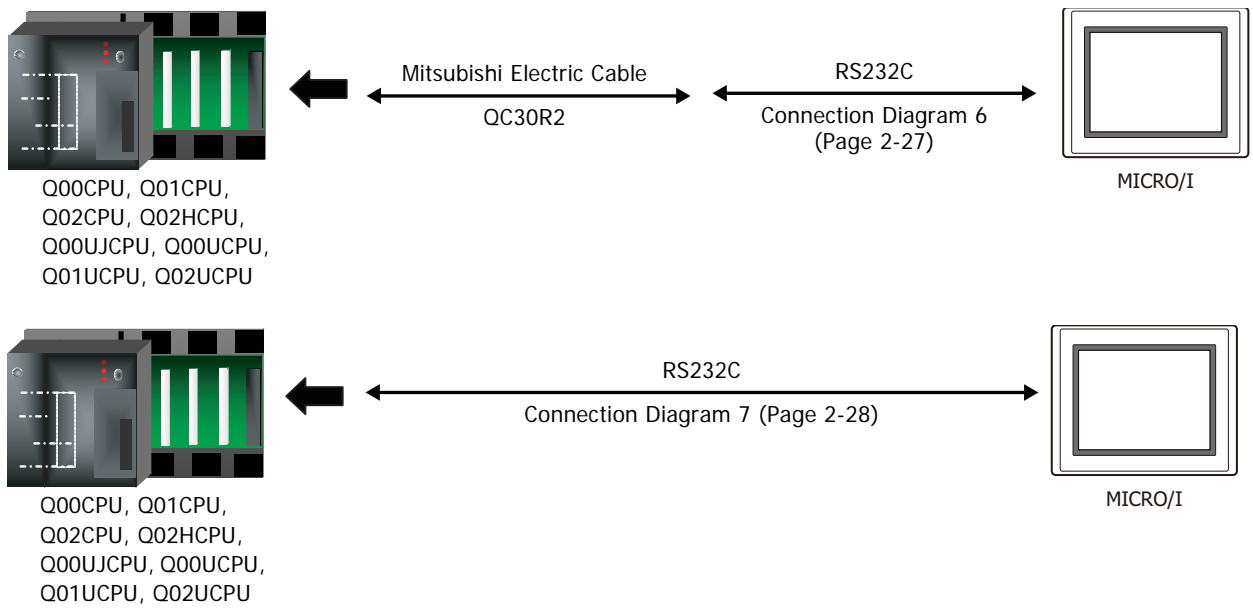 Mitsubishi Electric Cable
QC30R2
RS232C
Connection Diagram 6
(Page 2-27)
MICRO/I
Q00CPU, Q01CPU,
Q02CPU, Q02HCPU,
Q00UJCPU, Q00UCPU,
Q01UCPU, Q02UCPU
RS232C
Connection Diagram 7 (Page 2-28)
MICRO/I
Q00CPU, Q01CPU,
Q02CPU, Q02HCPU,
Q00UJCPU, Q00UCPU,
Q01UCPU, Q02UCPU